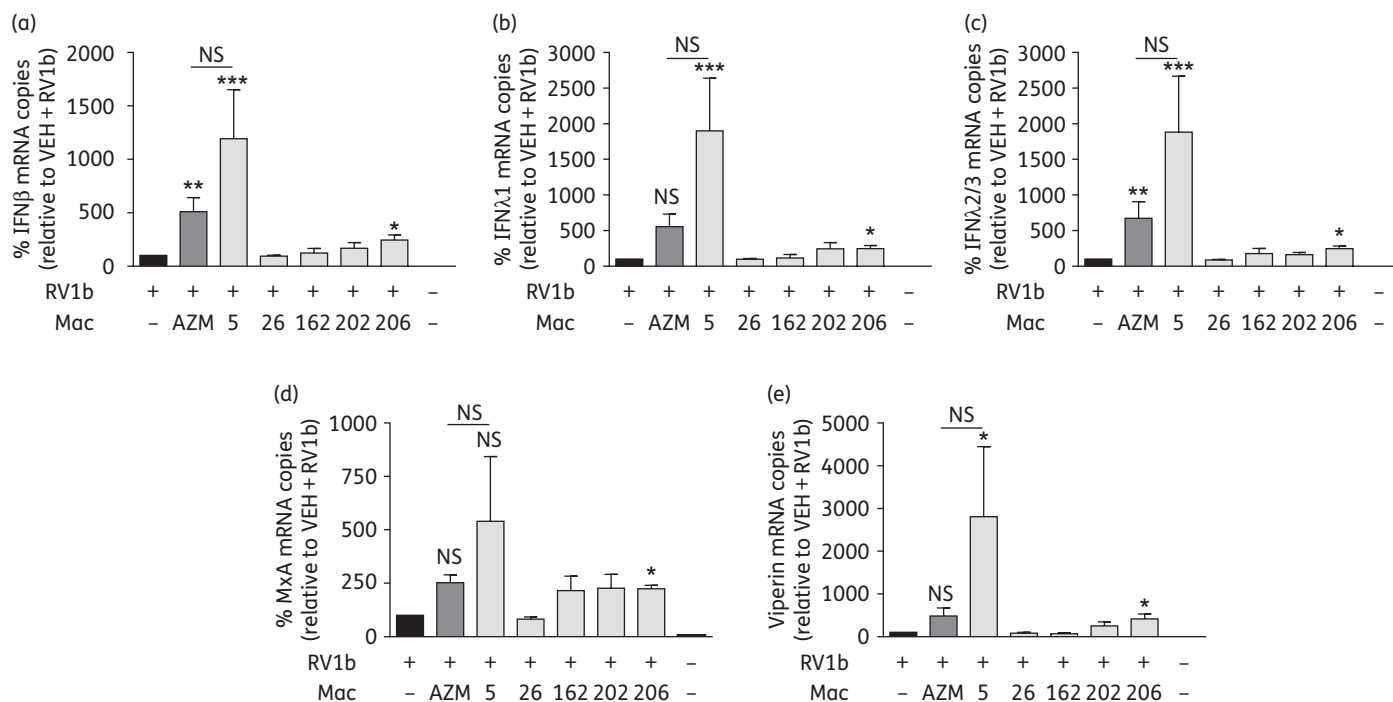 (a)
% IFNβ mRNA copies
(relative to VEH + RV1b)
2000
1500
1000
500
0
NS
**
***
*
RV1b + + + + + + + –
Mac – AZM 5 26 162 202 206 –
(b)
% IFNλ1 mRNA copies
(relative to VEH + RV1b)
3000
2500
2000
1500
1000
500
0
NS
NS
***
*
RV1b + + + + + + + –
Mac – AZM 5 26 162 202 206 –
(c)
% IFNλ2/3 mRNA copies
(relative to VEH + RV1b)
3000
2500
2000
1500
1000
500
0
NS
**
***
*
RV1b + + + + + + + –
Mac – AZM 5 26 162 202 206 –
(d)
% MxA mRNA copies
(relative to VEH + RV1b)
1000
750
500
250
0
NS
NS
NS
*
RV1b + + + + + + + –
Mac – AZM 5 26 162 202 206 –
(e)
Viperin mRNA copies
(relative to VEH + RV1b)
5000
4000
3000
2000
1000
0
NS
NS
*
*
RV1b + + + + + + + –
Mac – AZM 5 26 162 202 206 –